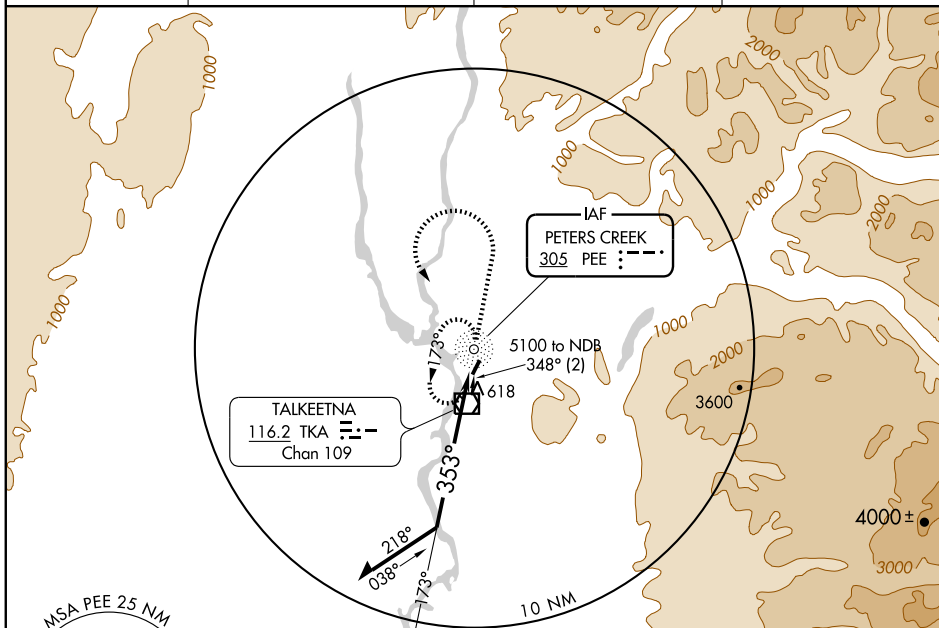 1000
2000
1000
1000
2000
IAF
PETERS CREEK
305 PEE
1000
173°
5100 to NDB
348° (2)
1000
2000
618
3600
TALKEETNA
116.2 TKA
Chan 109
353°
4000 ±
218°
038°
173°
3000
10 NM
MSA PEE 25 NM